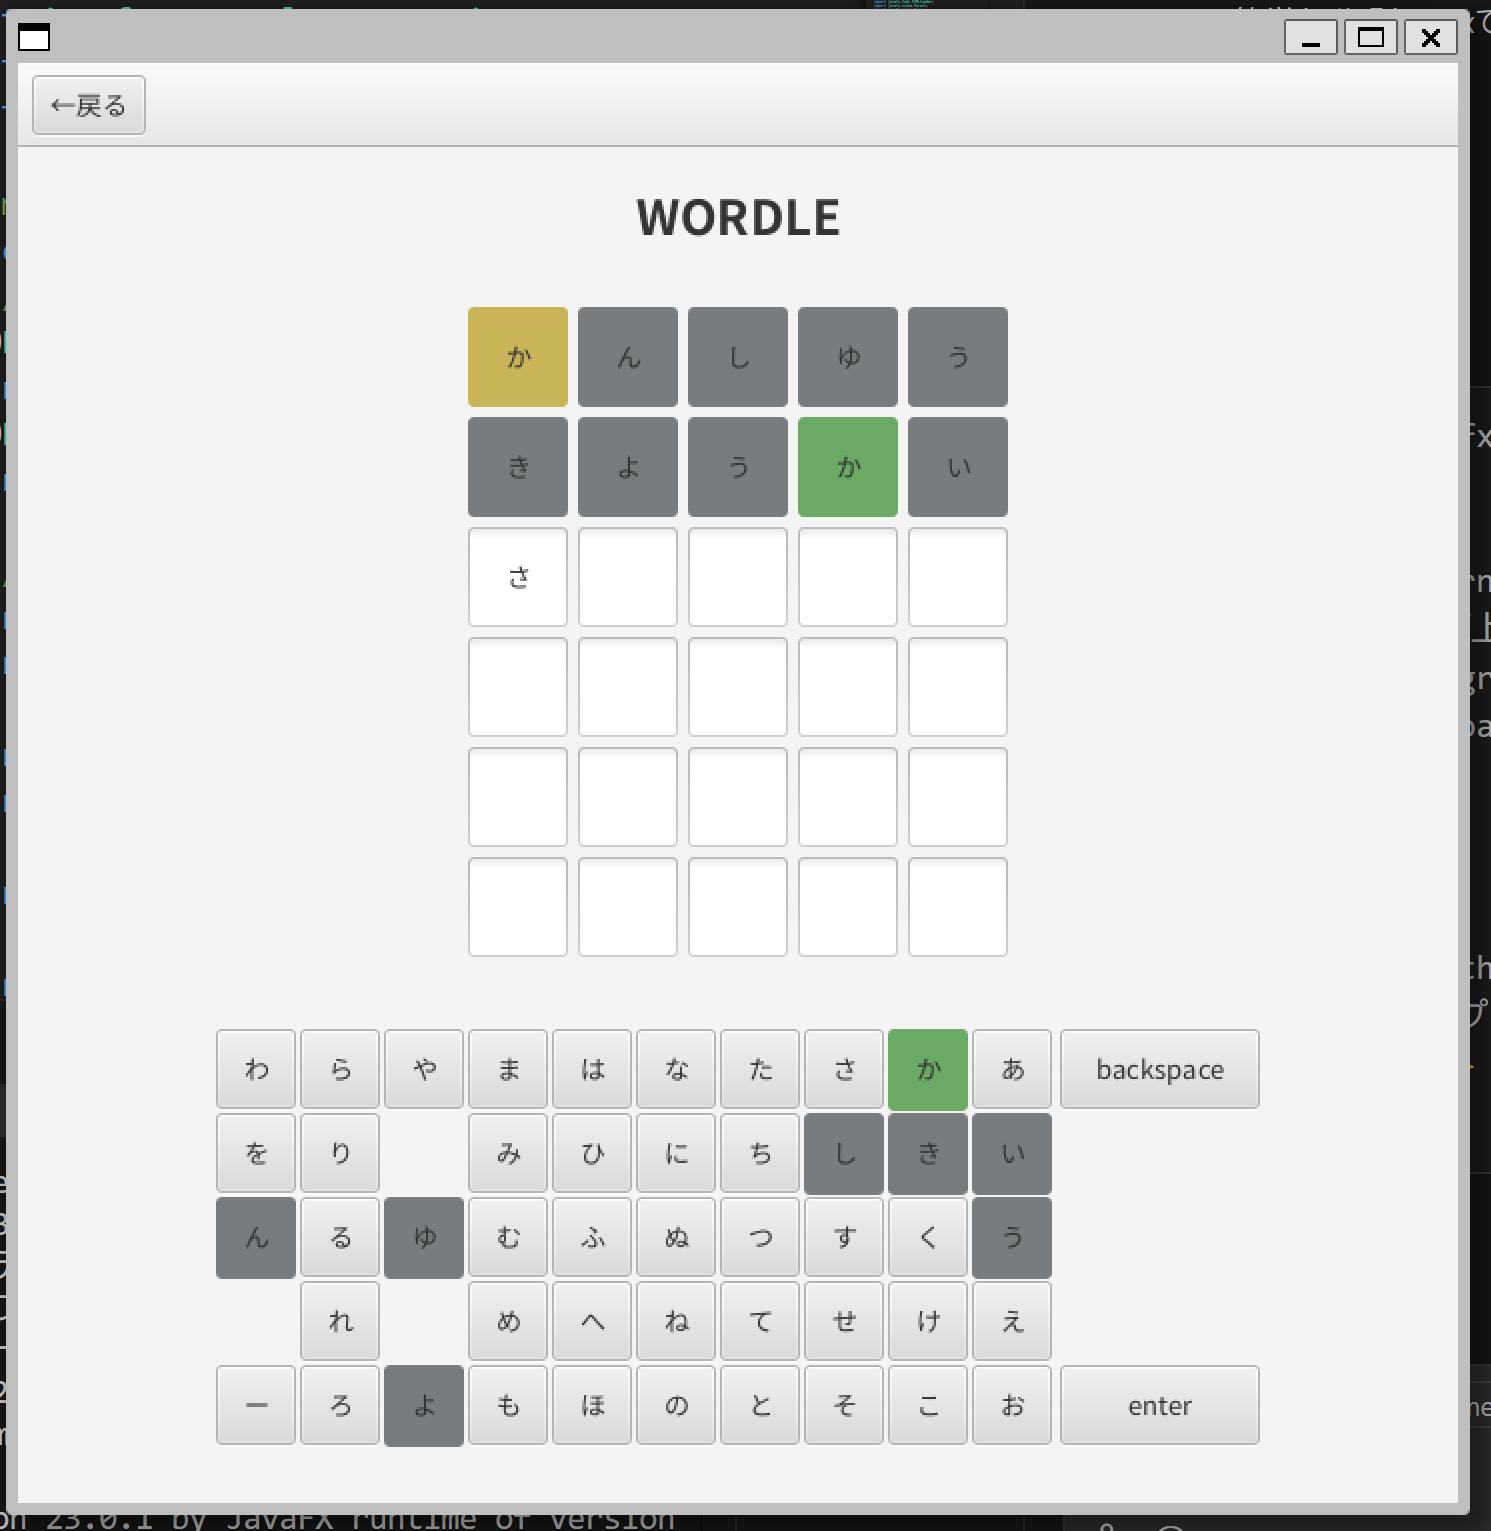 ←戻る
WORDLE
か ん し ゆ う
き よ う か い
さ
わ ら や ま は な た さ か あ backspace
を り み ひ に ち し き い
ん る ゆ む ふ ぬ つ す く う
れ め へ ね て せ け え
ー ろ よ も ほ の と そ こ お enter
on 23.0.1 by JavaFX runtime of version